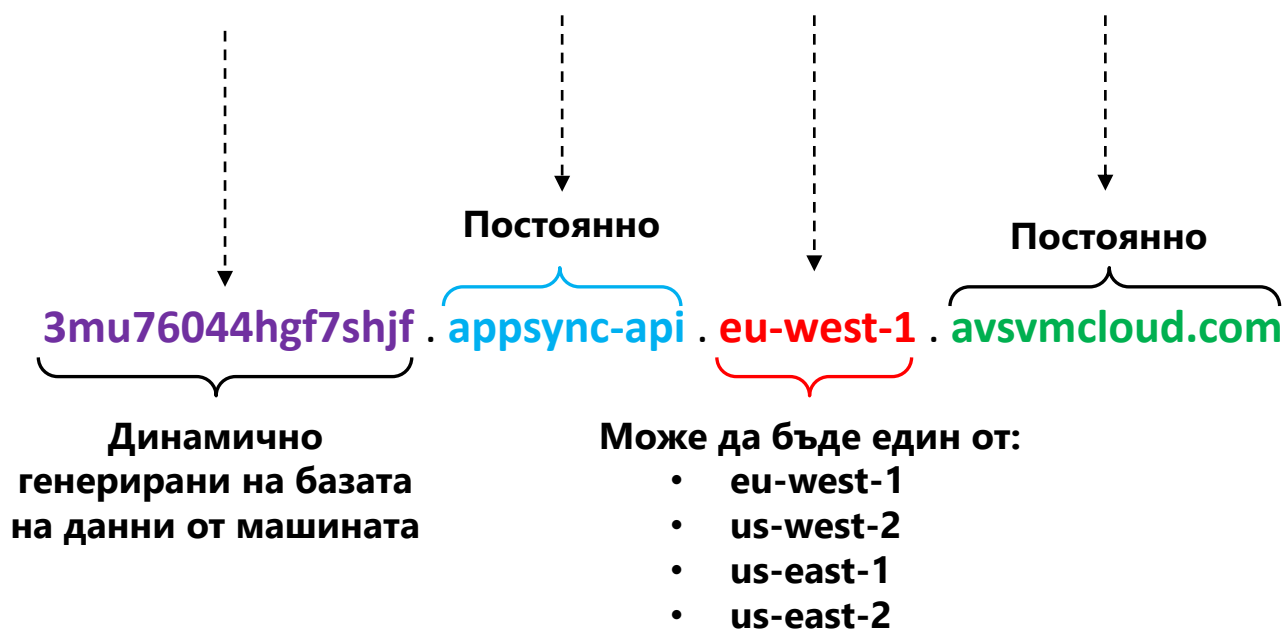 Постоянно
Постоянно
3mu76044hgf7shjf . appsync-api . eu-west-1 . avsvmcloud.com
Динамично
генерирани на базата
на данни от машината
Може да бъде един от:
• eu-west-1
• us-west-2
• us-east-1
• us-east-2